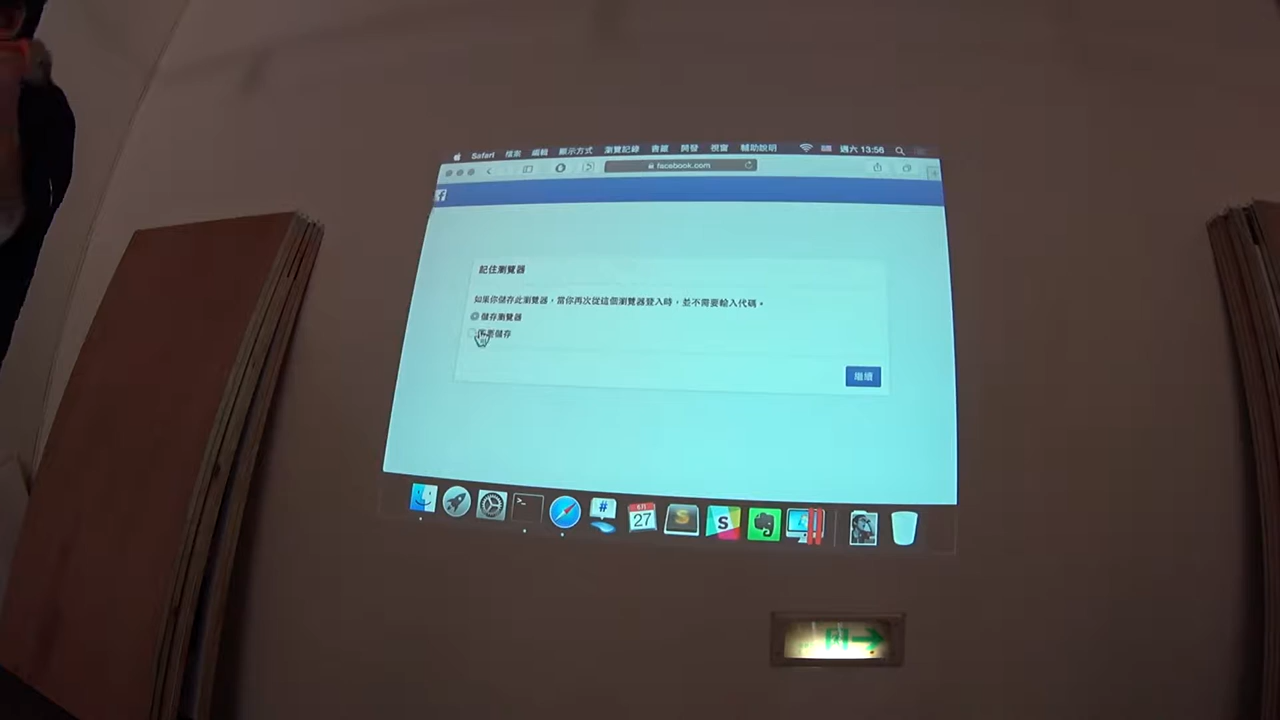 Safari 檔案 編輯 顯示方式 瀏覽記錄 書籤 開發 視窗 輔助說明 週六 13:56
facebook.com
f
記住瀏覽器
如果你儲存此瀏覽器，當你再次從這個瀏覽器登入時，並不需要輸入代碼。
儲存瀏覽器
儲存
繼續
>_
#
6月
27
S
S